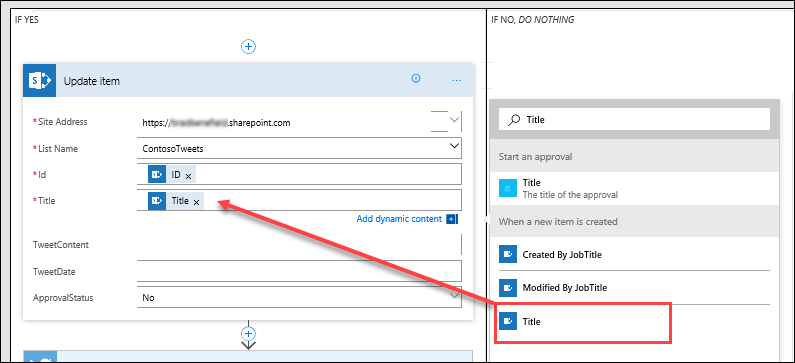 IF YES
Update item
* Site Address
https:// .sharepoint.com
* List Name
ContosoTweets
* Id
ID x
* Title
Title x
Add dynamic content
TweetContent
TweetDate
ApprovalStatus
No
IF NO, DO NOTHING
Title
Start an approval
Title
The title of the approval
When a new item is created
Created By JobTitle
Modified By JobTitle
Title